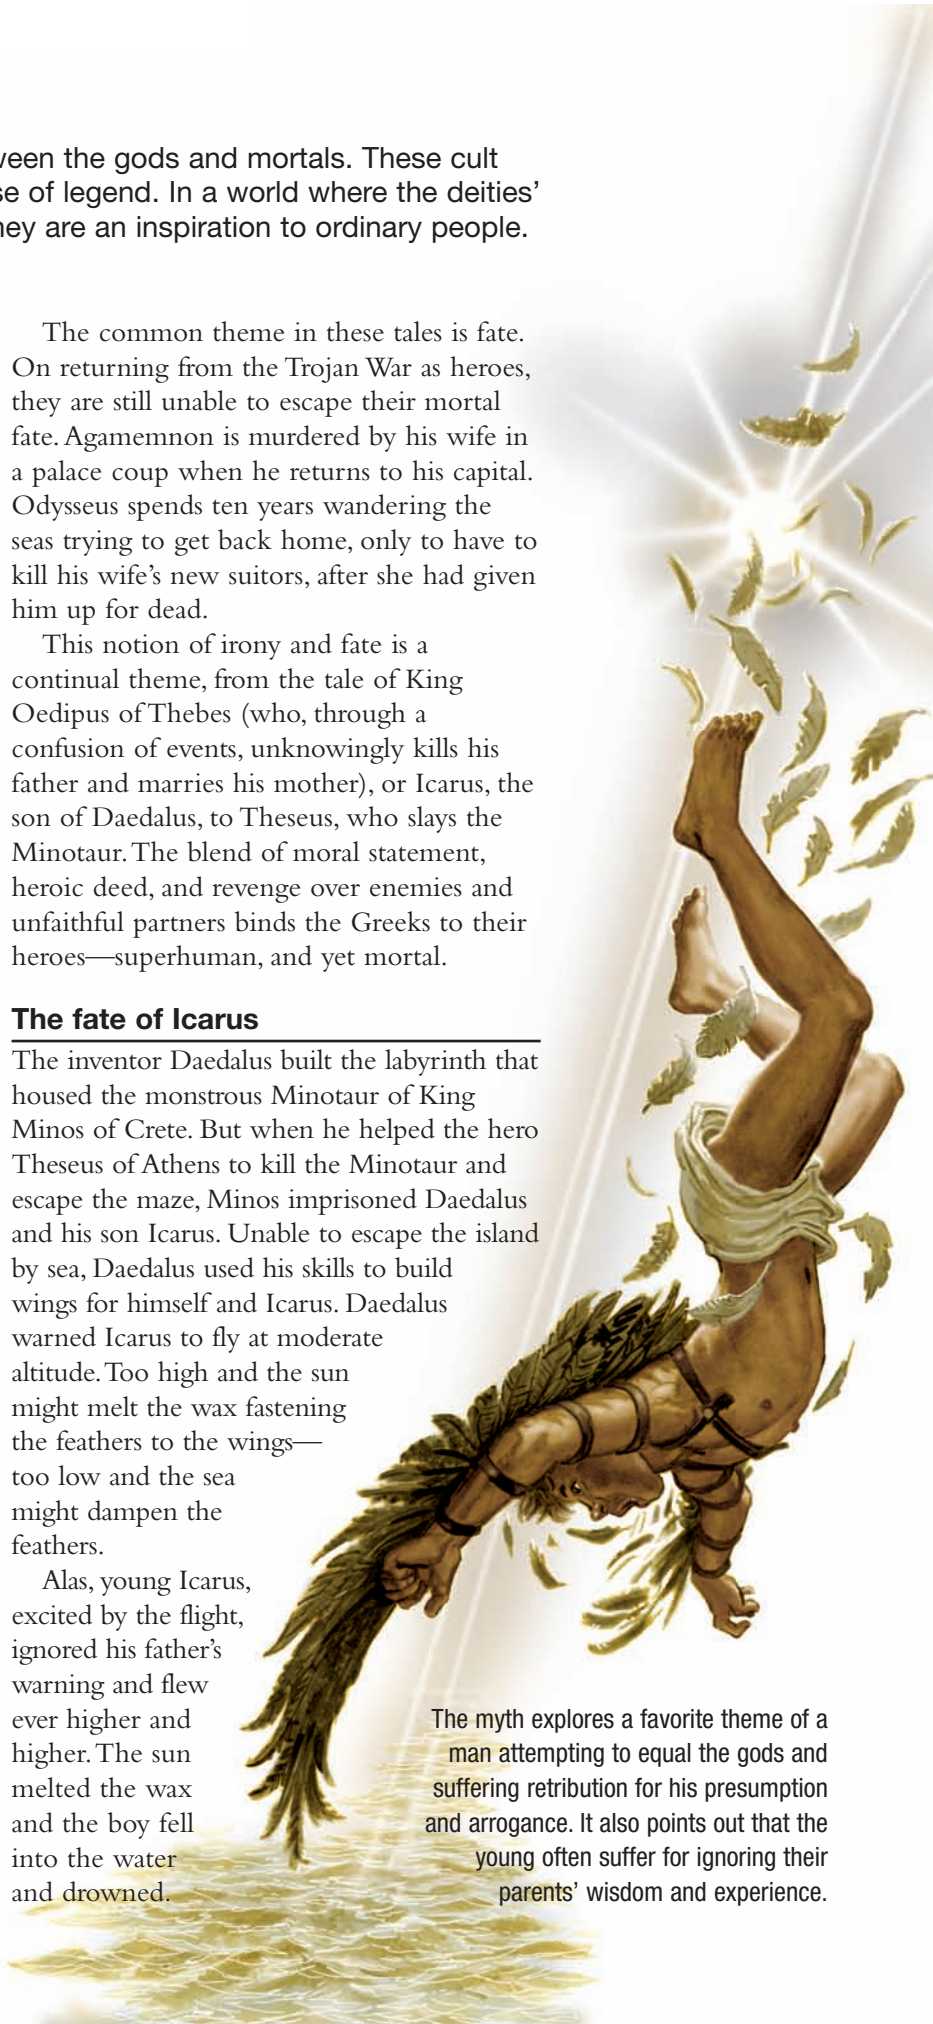 the gods and mortals. These cult
of legend. In a world where the deities’
are an inspiration to ordinary people.
The common theme in these tales is fate.
On returning from the Trojan War as heroes,
they are still unable to escape their mortal
fate. Agamemnon is murdered by his wife in
a palace coup when he returns to his capital.
Odysseus spends ten years wandering the
seas trying to get back home, only to have to
kill his wife’s new suitors, after she had given
him up for dead.
This notion of irony and fate is a
continual theme, from the tale of King
Oedipus of Thebes (who, through a
confusion of events, unknowingly kills his
father and marries his mother), or Icarus, the
son of Daedalus, to Theseus, who slays the
Minotaur. The blend of moral statement,
heroic deed, and revenge over enemies and
unfaithful partners binds the Greeks to their
heroes—superhuman, and yet mortal.
The fate of Icarus
The inventor Daedalus built the labyrinth that
housed the monstrous Minotaur of King
Minos of Crete. But when he helped the hero
Theseus of Athens to kill the Minotaur and
escape the maze, Minos imprisoned Daedalus
and his son Icarus. Unable to escape the island
by sea, Daedalus used his skills to build
wings for himself and Icarus. Daedalus
warned Icarus to fly at moderate
altitude. Too high and the sun
might melt the wax fastening
the feathers to the wings—
too low and the sea
might dampen the
feathers.
Alas, young Icarus,
excited by the flight,
ignored his father’s
warning and flew
ever higher and
higher. The sun
melted the wax
and the boy fell
into the water
and drowned.
The myth explores a favorite theme of a
man attempting to equal the gods and
suffering retribution for his presumption
and arrogance. It also points out that the
young often suffer for ignoring their
parents’ wisdom and experience.